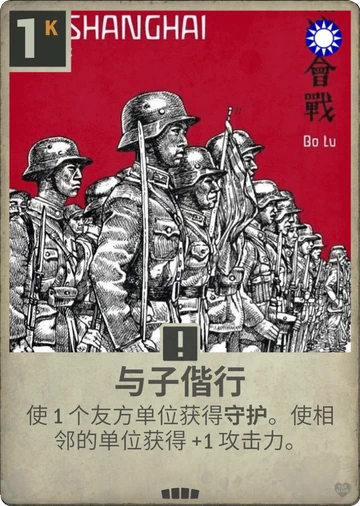 1K
SHANGHAI
會
戰
Bo Lu
!
与子偕行
使 1 个友方单位获得守护。使相
邻的单位获得 +1 攻击力。